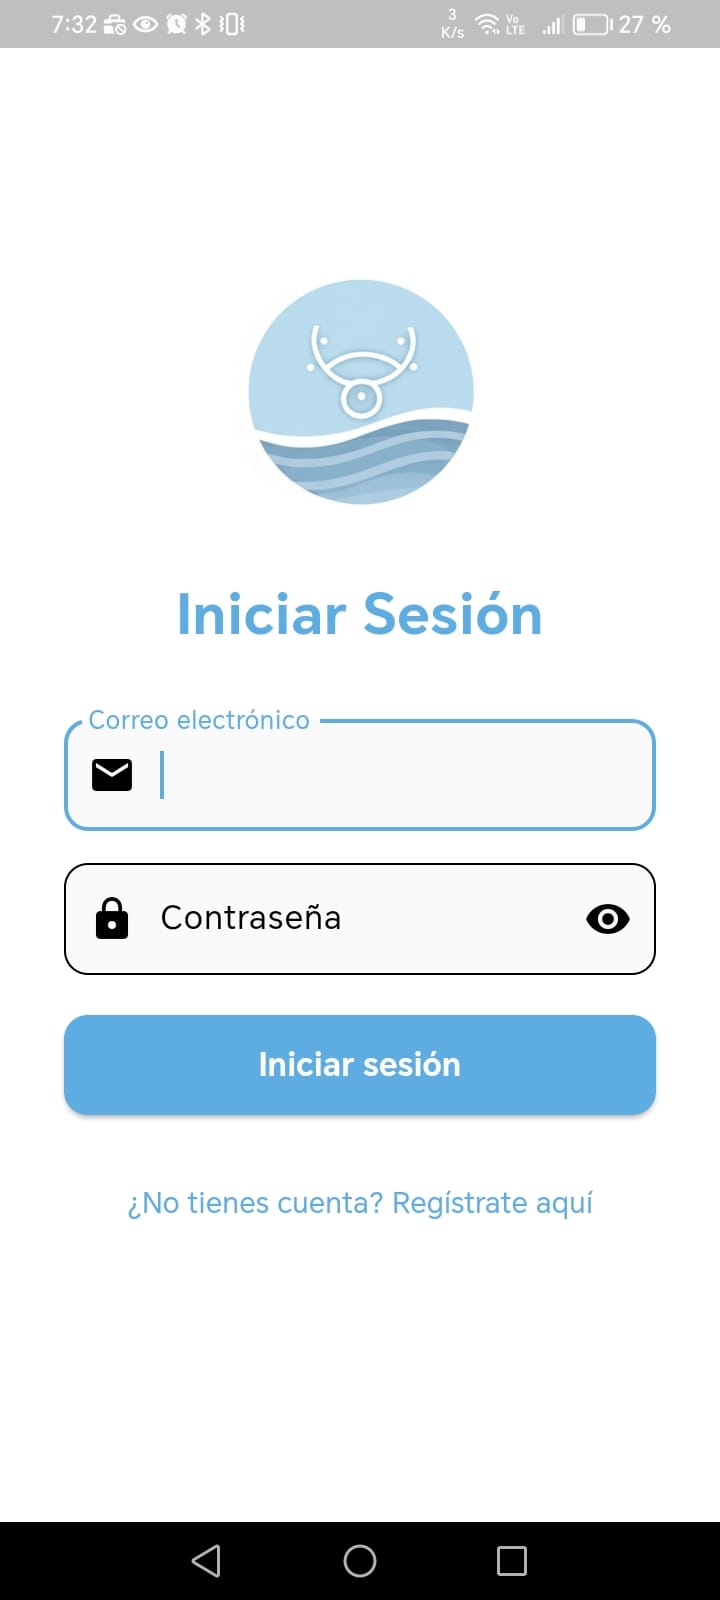 7:32 3 K/s Vo LTE 27 %
Iniciar Sesión
Correo electrónico
Contraseña
Iniciar sesión
¿No tienes cuenta? Regístrate aquí